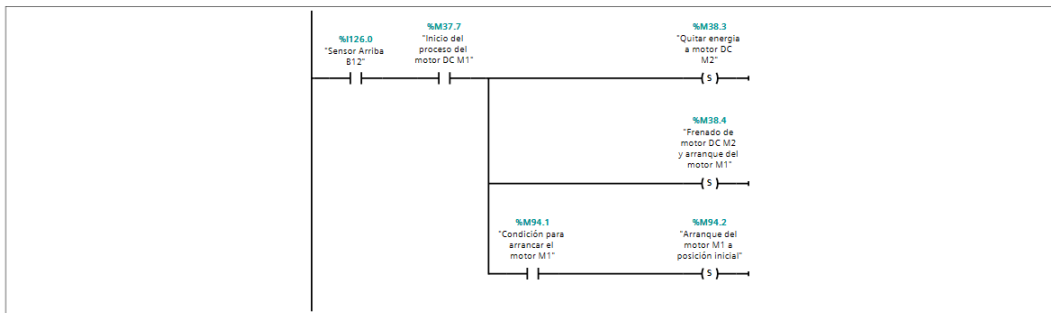 %I126.0
"Sensor Arriba
B12"
%M37.7
"Inicio del
proceso del
motor DC M1"
%M38.3
"Quitar energía
a motor DC
M2"
S
%M38.4
"Frenado de
motor DC M2
y arranque del
motor M1"
S
%M94.1
"Condición para
arrancar el
motor M1"
%M94.2
"Arranque del
motor M1 a
posición inicial"
S